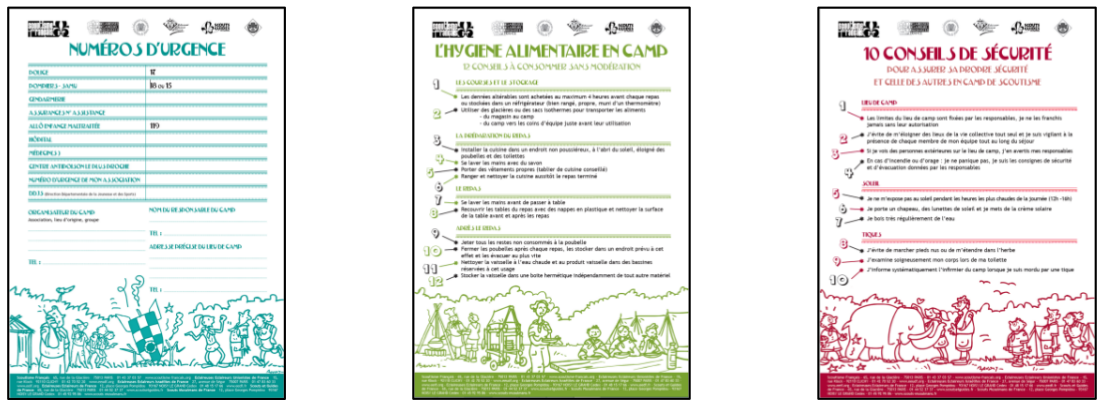 NUMÉROS D'URGENCE
POLICE 17
POMPIERS - SAMU 18 ou 15
GENDARMERIE
ASSURANCES N° ASSISTANCE
ALLÔ ENFANCE MALTRAITÉE 119
HÔPITAL
MÉDECIN(S)
CENTRE ANTIPOISON LE PLUS PROCHE
NUMÉRO D'URGENCE DE MON ASSOCIATION
ORGANISATEUR DU CAMP
Association, lieu d'origine, groupe
TEL :
NOM DU RESPONSABLE DU CAMP
TEL :
ADRESSE PRÉCISE DU LIEU DE CAMP
TEL :
L'HYGIENE ALIMENTAIRE EN CAMP
12 CONSEILS À CONSOMMER SANS MODÉRATION
LES COURSES ET LE STOCKAGE
1 Les denrées altérables sont achetées au maximum 4 heures avant chaque repas
ou stockées dans un réfrigérateur (bien rangé, propre, muni d'un thermomètre)
2 Utiliser des glacières ou des sacs isothermes pour transporter les aliments
- du magasin au camp
- du camp vers les coins d'équipe juste avant leur utilisation
LA PRÉPARATION DU REPAS
3 Installer la cuisine dans un endroit non poussiéreux, à l'abri du soleil, éloigné des
poubelles et des toilettes
4 Se laver les mains avec du savon
5 Porter des vêtements propres (tablier de cuisine conseillé)
6 Ranger et nettoyer la cuisine aussitôt le repas terminé
LE REPAS
7 Se laver les mains avant de passer à table
8 Recouvrir les tables du repas avec des nappes en plastique et nettoyer la surface
de la table avant et après les repas
APRÈS LE REPAS
9 Jeter tous les restes non consommés à la poubelle
10 Fermer les poubelles après chaque repas, les stocker dans un endroit prévu à cet
effet et les évacuer au plus vite
11 Nettoyer la vaisselle à l'eau chaude et au produit vaisselle dans des bassines
réservées à cet usage
12 Stocker la vaisselle dans une boite hermétique indépendamment de tout autre matériel
10 CONSEILS DE SÉCURITÉ
POUR ASSURER SA PROPRE SÉCURITÉ
ET CELLE DES AUTRES EN CAMP DE SCOUTISME
LIEU DE CAMP
1 Les limites du lieu de camp sont fixées par les responsables, je ne les franchis
jamais sans leur autorisation
2 J'évite de m'éloigner des lieux de la vie collective tout seul et je suis vigilant à la
présence de chaque membre de mon équipe tout au long du séjour
3 Si je vois des personnes extérieures sur le lieu de camp, j'en avertis mes responsables
4 En cas d'incendie ou d'orage : je ne panique pas, je suis les consignes de sécurité
et d'évacuation données par les responsables
SOLEIL
5 Je ne m'expose pas au soleil pendant les heures les plus chaudes de la journée (12h -16h)
6 Je porte un chapeau, des lunettes de soleil et je mets de la crème solaire
7 Je bois très régulièrement de l'eau
TIQUES
8 J'évite de marcher pieds nus ou de m'étendre dans l'herbe
9 J'examine soigneusement mon corps lors de ma toilette
10 J'informe systématiquement l'infirmier du camp lorsque je suis mordu par une tique